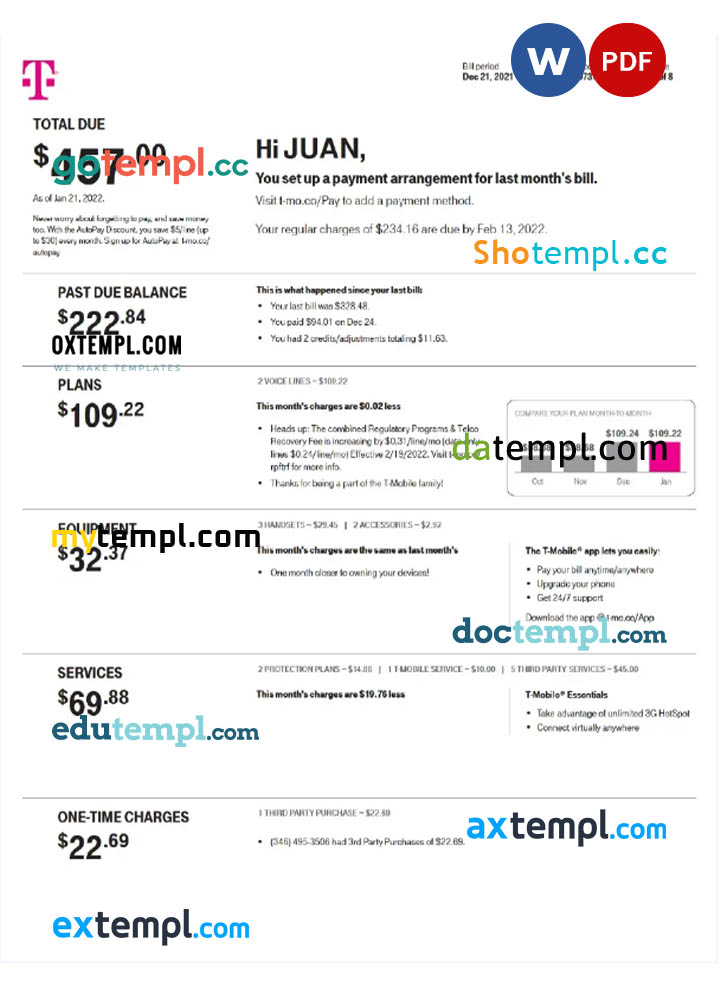 W PDF
Bill period
Dec 21, 2021
of 8
T
TOTAL DUE
gotempl.cc
As of Jan 21, 2022.
Never worry about forgetting to pay, and save money
too. With the AutoPay Discount, you save $5/line (up
to $30) every month. Sign up for AutoPay at t-mo.co/
autopay
Hi JUAN,
You set up a payment arrangement for last month's bill.
Visit t-mo.co/Pay to add a payment method.
Your regular charges of $234.16 are due by Feb 13, 2022.
Shotempl.cc
PAST DUE BALANCE
$222.84
OXTEMPL.COM
WE MAKE TEMPLATES
This is what happened since your last bill:
• Your last bill was $328.48.
• You paid $94.01 on Dec 24.
• You had 2 credits/adjustments totaling $11.63.
PLANS
$109.22
2 VOICE LINES – $109.22
This month's charges are $0.02 less
• Heads up: The combined Regulatory Programs & Telco
Recovery Fee is increasing by $0.31/line/mo
lines $0.24/line/mo) Effective 2/19/2022. Visit
rpftrf for more info.
• Thanks for being a part of the T-Mobile family!
COMPARE YOUR PLAN MONTH-TO-MONTH
$109.24 $109.22
datempl.com
Oct Nov Dec Jan
EQUIPMENT
mytempl.com
$32.37
3 HANDSETS – $29.45 | 2 ACCESSORIES – $2.92
This month's charges are the same as last month's
• One month closer to owning your devices!
The T-Mobile® app lets you easily:
• Pay your bill anytime/anywhere
• Upgrade your phone
• Get 24/7 support
Download the app @ t-mo.co/App
doctempl.com
SERVICES
$69.88
edutempl.com
2 PROTECTION PLANS – $14.88 | 1 T-MOBILE SERVICE – $10.00 | 5 THIRD PARTY SERVICES – $45.00
This month's charges are $19.76 less
T-Mobile® Essentials
• Take advantage of unlimited 3G HotSpot
• Connect virtually anywhere
ONE-TIME CHARGES
$22.69
1 THIRD PARTY PURCHASE – $22.69
• (346) 495-3506 had 3rd Party Purchases of $22.69.
axtempl.com
extempl.com